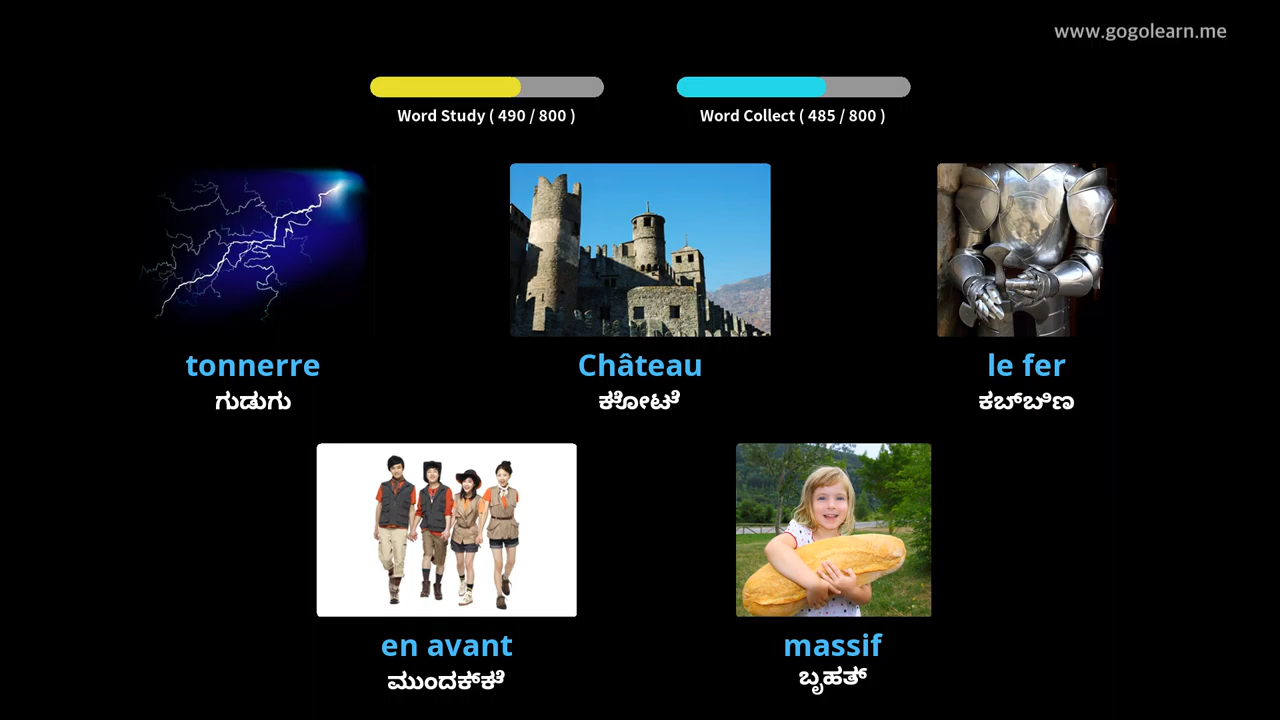 www.gogolearn.me
Word Study ( 490 / 800 )
Word Collect ( 485 / 800 )
tonnerre
ಗುಡುಗು
Château
ಕೋಟೆ
le fer
ಕಬ್ಬಿಣ
en avant
ಮುಂದಕ್ಕೆ
massif
ಬೃಹತ್